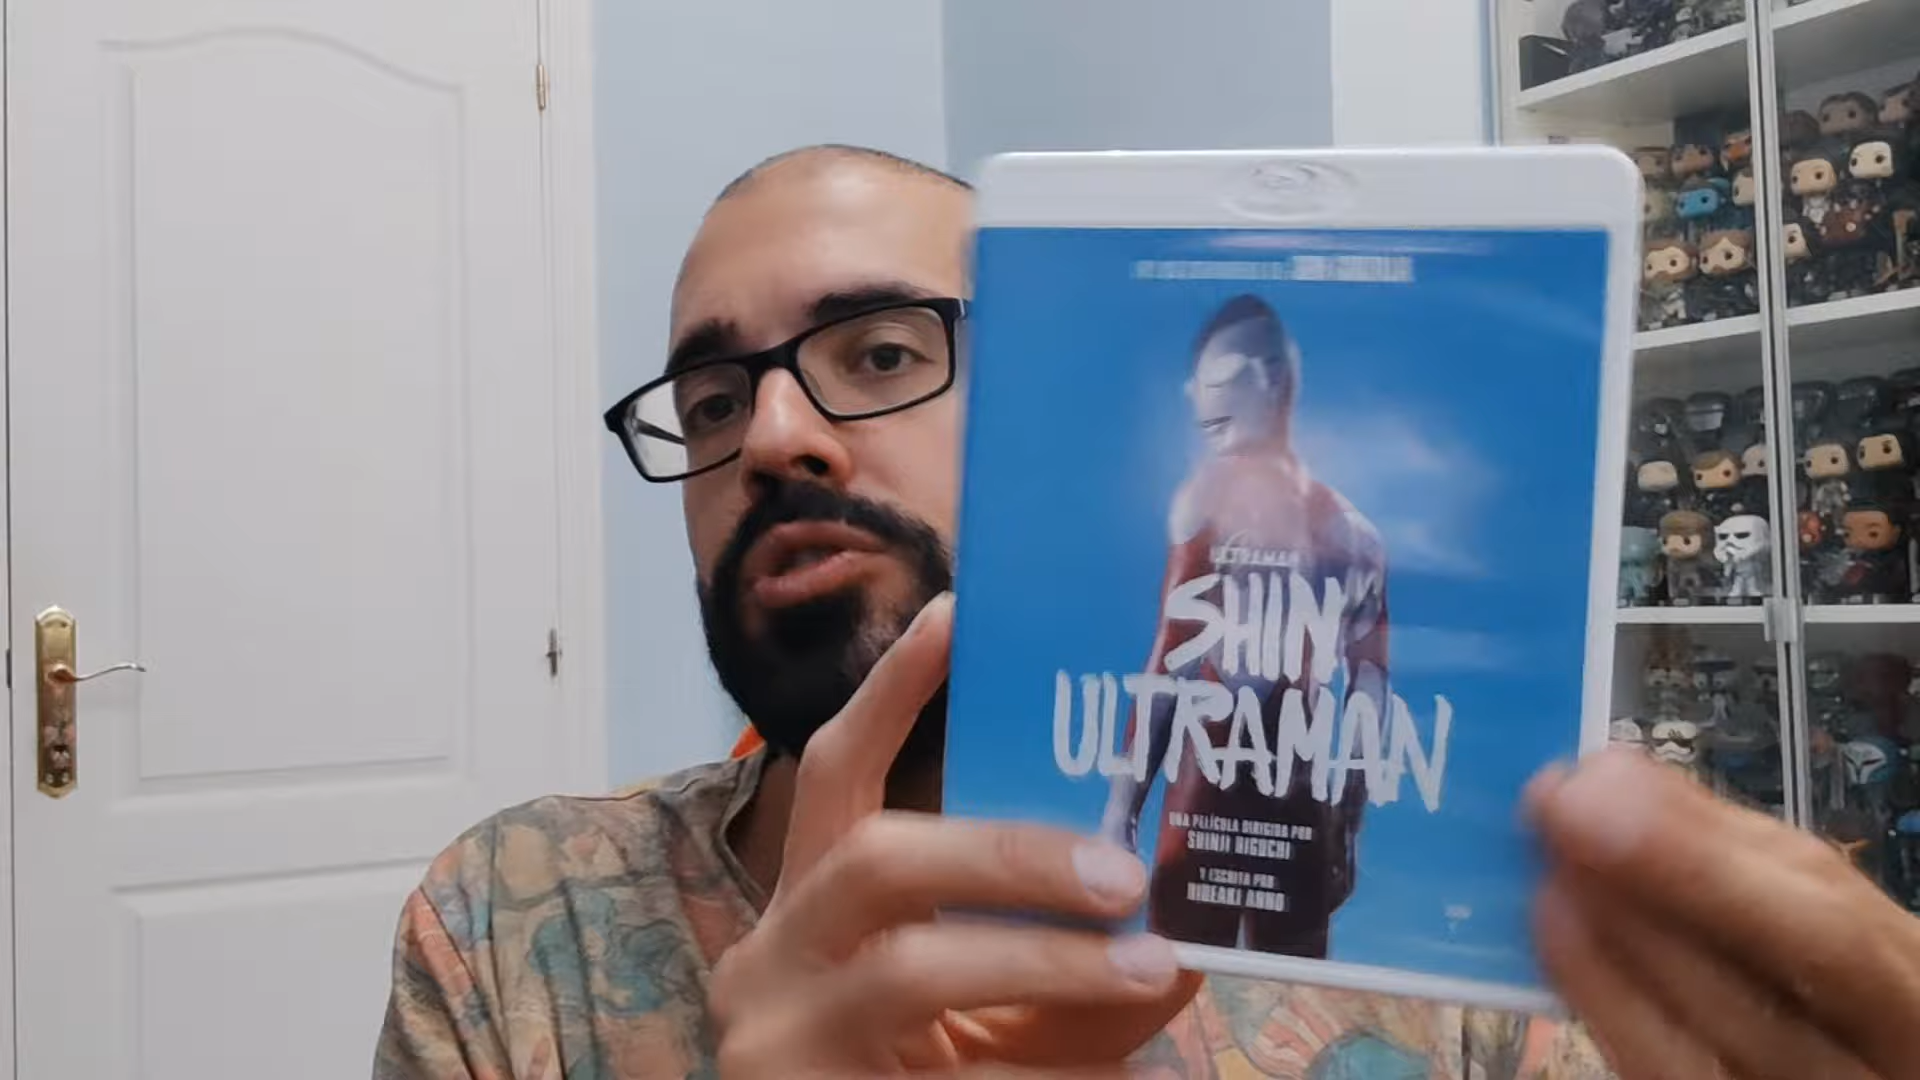 ULTRAMAN
SHIN
ULTRAMAN
UNA PELÍCULA DIRIGIDA POR
SHINJI HIGUCHI
Y ESCRITA POR
HIDEAKI ANNO